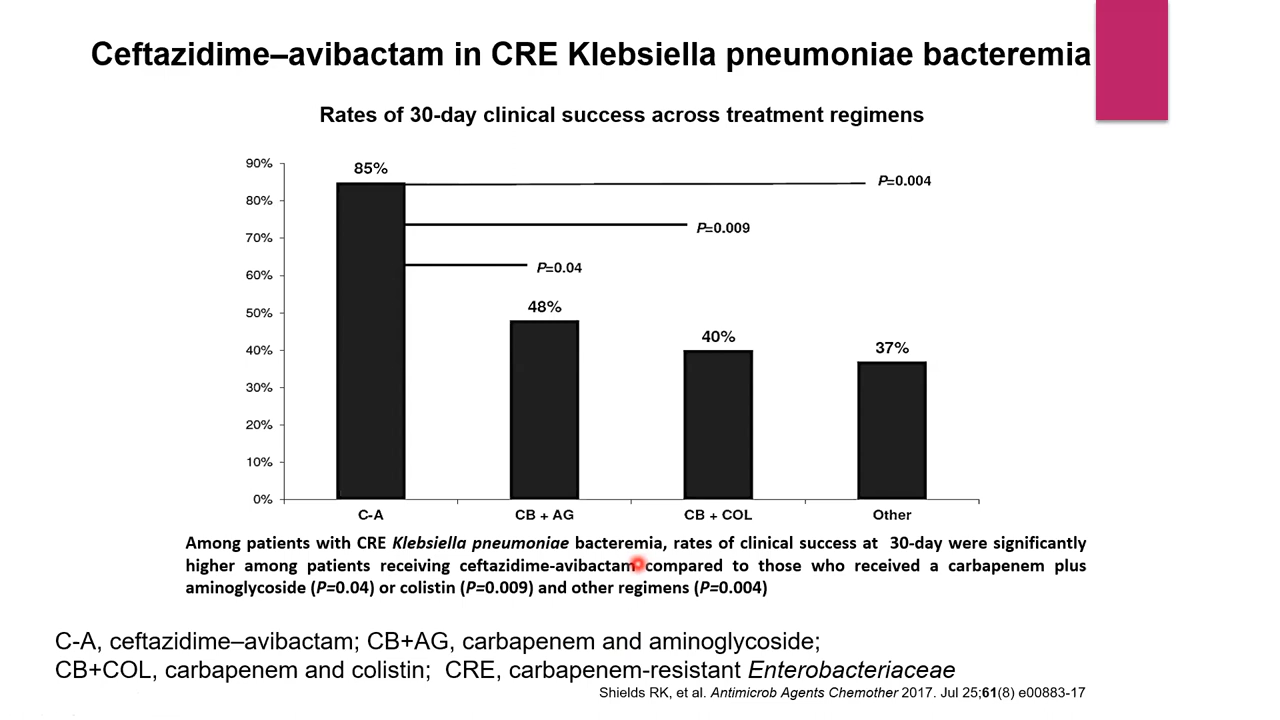 Ceftazidime–avibactam in CRE Klebsiella pneumoniae bacteremia
Rates of 30-day clinical success across treatment regimens
90%
80%
70%
60%
50%
40%
30%
20%
10%
0%
85%
48%
40%
37%
P=0.004
P=0.009
P=0.04
C-A
CB + AG
CB + COL
Other
Among patients with CRE Klebsiella pneumoniae bacteremia, rates of clinical success at 30-day were significantly
higher among patients receiving ceftazidime-avibactam compared to those who received a carbapenem plus
aminoglycoside (P=0.04) or colistin (P=0.009) and other regimens (P=0.004)
C-A, ceftazidime–avibactam; CB+AG, carbapenem and aminoglycoside;
CB+COL, carbapenem and colistin; CRE, carbapenem-resistant Enterobacteriaceae
Shields RK, et al. Antimicrob Agents Chemother 2017. Jul 25;61(8) e00883-17